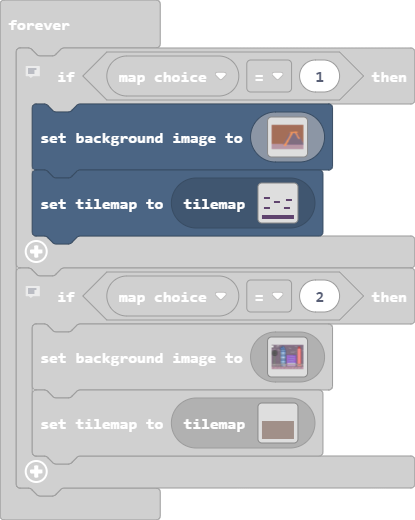 forever
if map choice = 1 then
set background image to
set tilemap to tilemap
if map choice = 2 then
set background image to
set tilemap to tilemap